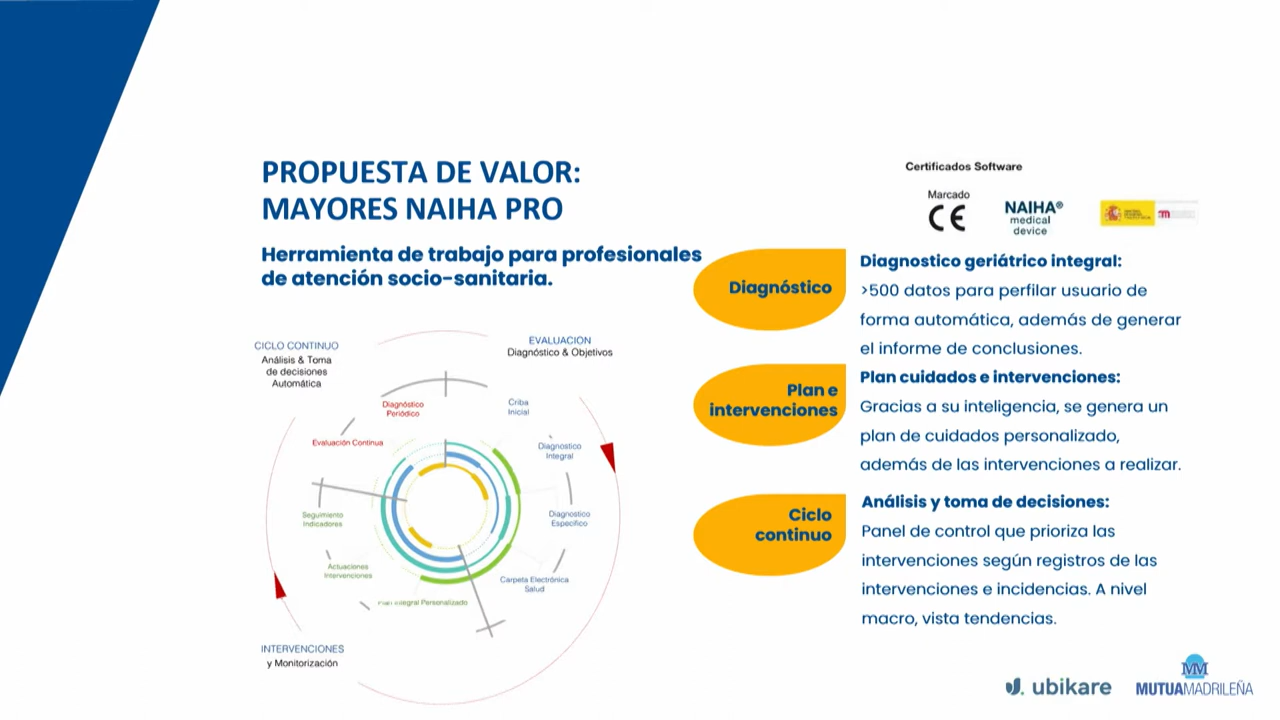 PROPUESTA DE VALOR:
MAYORES NAIHA PRO
Herramienta de trabajo para profesionales
de atención socio-sanitaria.
CICLO CONTINUO
Análisis & Toma
de decisiones
Automática
EVALUACIÓN
Diagnóstico & Objetivos
Diagnóstico
Periódico
Evaluación Continua
Criba
Inicial
Diagnostico
Integral
Diagnostico
Específico
Carpeta Electrónica
Salud
Plan Integral Personalizado
Actuaciones
Intervenciones
Seguimiento
Indicadores
INTERVENCIONES
y Monitorización
Certificados Software
Marcado
CE
NAIHA®
medical
device
Diagnóstico
Diagnostico geriátrico integral:
>500 datos para perfilar usuario de
forma automática, además de generar
el informe de conclusiones.
Plan e
intervenciones
Plan cuidados e intervenciones:
Gracias a su inteligencia, se genera un
plan de cuidados personalizado,
además de las intervenciones a realizar.
Ciclo
continuo
Análisis y toma de decisiones:
Panel de control que prioriza las
intervenciones según registros de las
intervenciones e incidencias. A nivel
macro, vista tendencias.
ubikare
MM
MUTUAMADRILEÑA